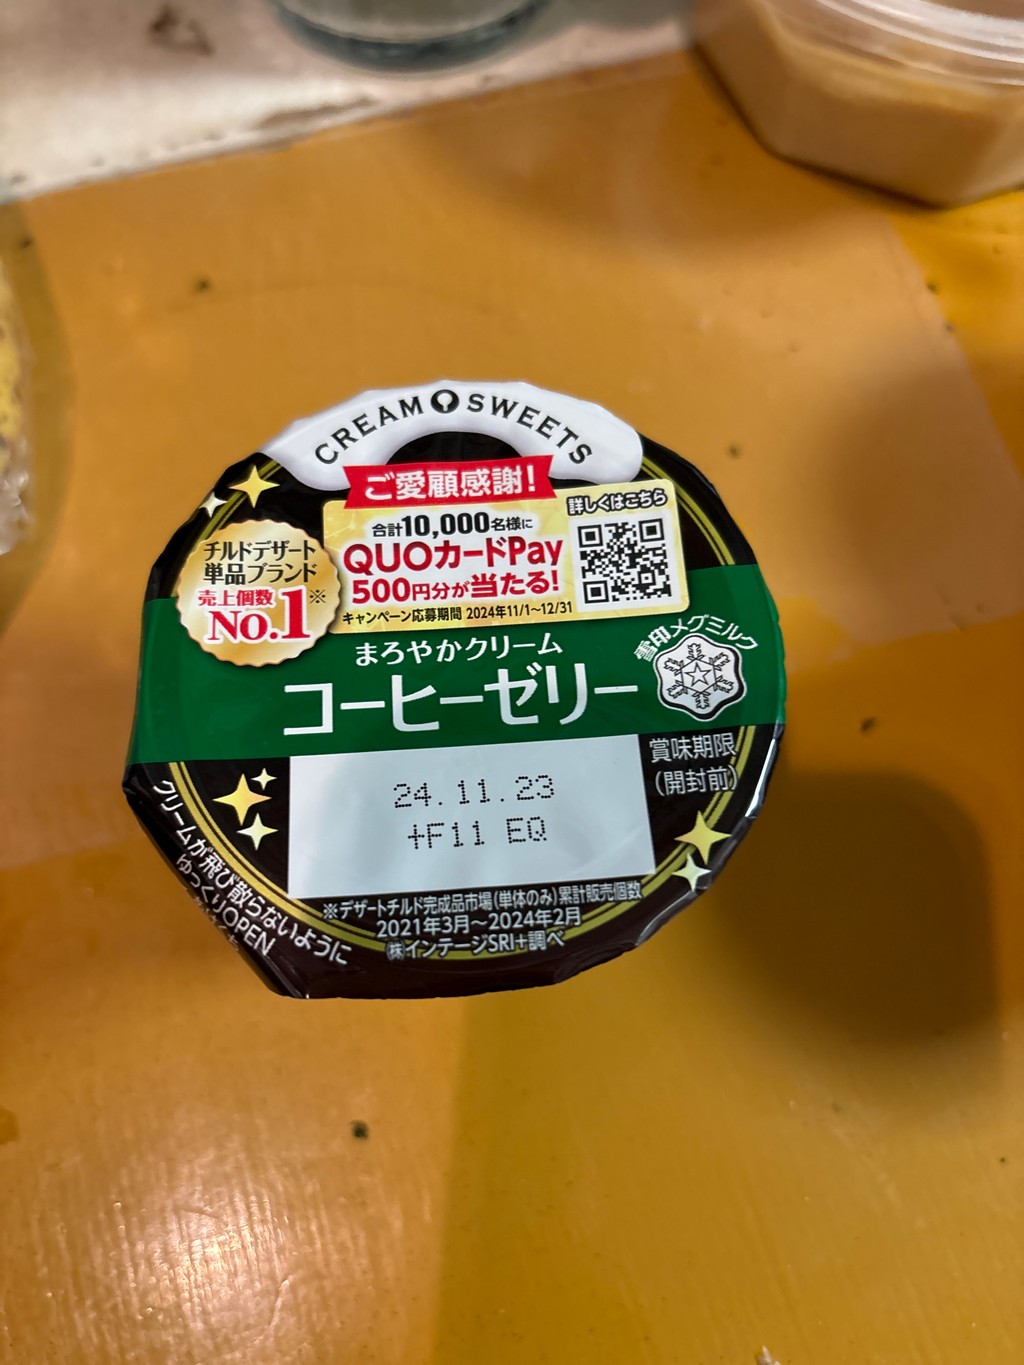 CREAM SWEETS
ご愛顧感謝!
合計10,000名様に
QUOカードPay
500円分が当たる!
キャンペーン応募期間 2024年11/1〜12/31
詳しくはこちら
チルドデザート
単品ブランド
売上個数※
No.1
まろやかクリーム
コーヒーゼリー
雪印メグミルク
賞味期限
(開封前)
24.11.23
+F11 EQ
クリームが飛び散らないように
ゆっくりOPEN
※デザートチルド完成品市場(単体のみ)累計販売個数
2021年3月〜2024年2月
㈱インテージSRI+調べ